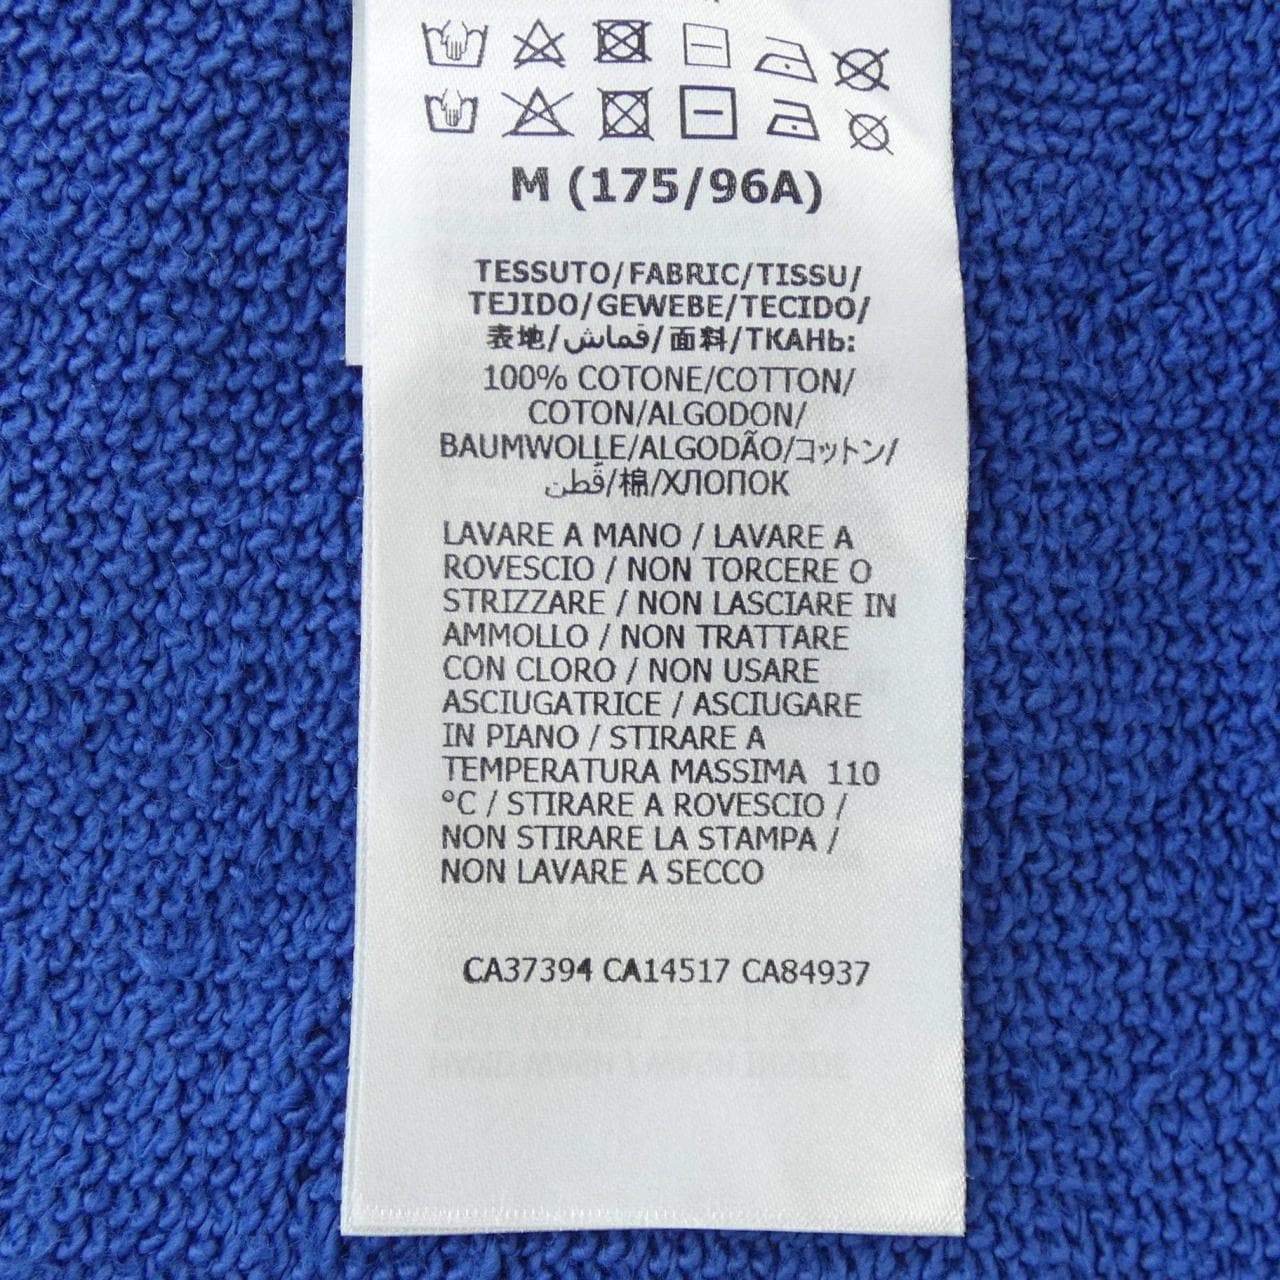 M (175/96A)
TESSUTO/FABRIC/TISSU/
TEJIDO/GEWEBE/TECIDO/
表地/قماش/面料/ТКАНЬ:
100% COTONE/COTTON/
COTON/ALGODON/
BAUMWOLLE/ALGODÃO/コットン/
قطن/棉/ХЛОПОК
LAVARE A MANO / LAVARE A
ROVESCIO / NON TORCERE O
STRIZZARE / NON LASCIARE IN
AMMOLLO / NON TRATTARE
CON CLORO / NON USARE
ASCIUGATRICE / ASCIUGARE
IN PIANO / STIRARE A
TEMPERATURA MASSIMA 110
°C / STIRARE A ROVESCIO /
NON STIRARE LA STAMPA /
NON LAVARE A SECCO
CA37394 CA14517 CA84937